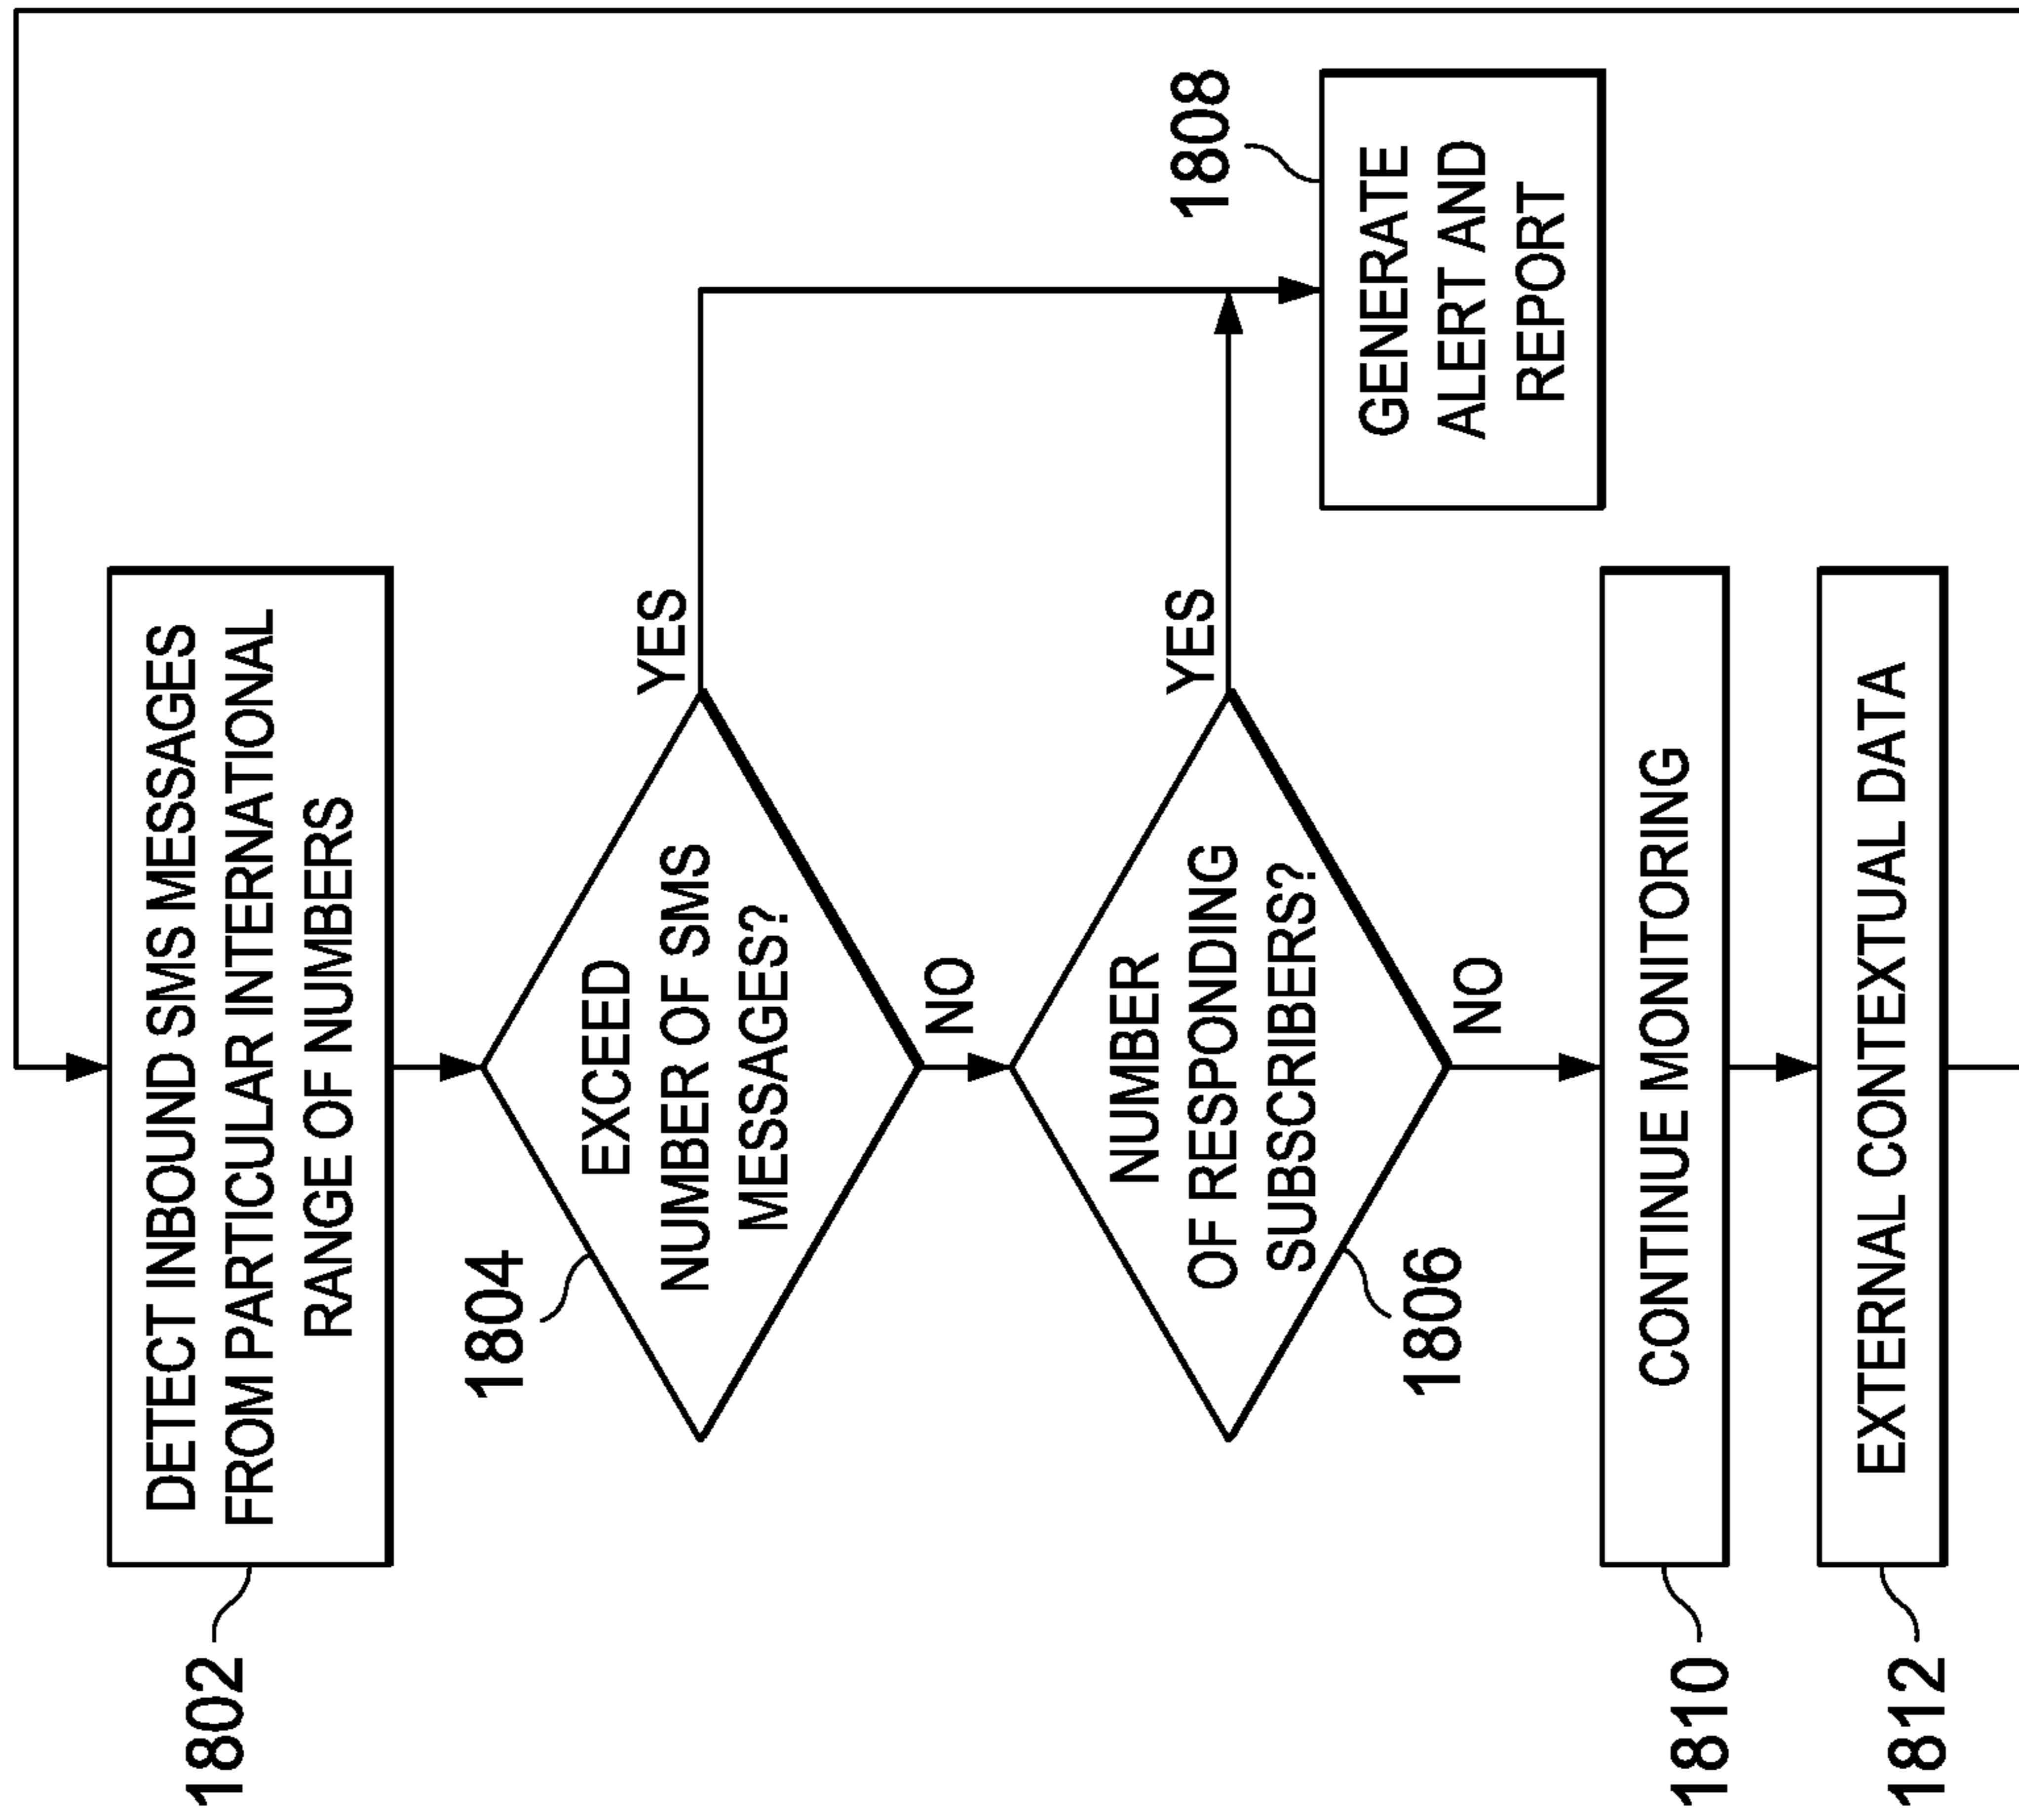 1802
DETECT INBOUND SMS MESSAGES
FROM PARTICULAR INTERNATIONAL
RANGE OF NUMBERS
1804
EXCEED
NUMBER OF SMS
MESSAGES?
YES
NO
NUMBER
OF RESPONDING
SUBSCRIBERS?
1806
YES
NO
1808
GENERATE
ALERT AND
REPORT
1810
CONTINUE MONITORING
1812
EXTERNAL CONTEXTUAL DATA